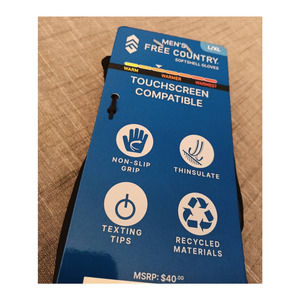 MEN'S
L/XL
FREE COUNTRY
SOFTSHELL GLOVES
WARM
WARMER
WARMEST
TOUCHSCREEN
COMPATIBLE
NON-SLIP
GRIP
THINSULATE
TEXTING
TIPS
RECYCLED
MATERIALS
MSRP: $40.00